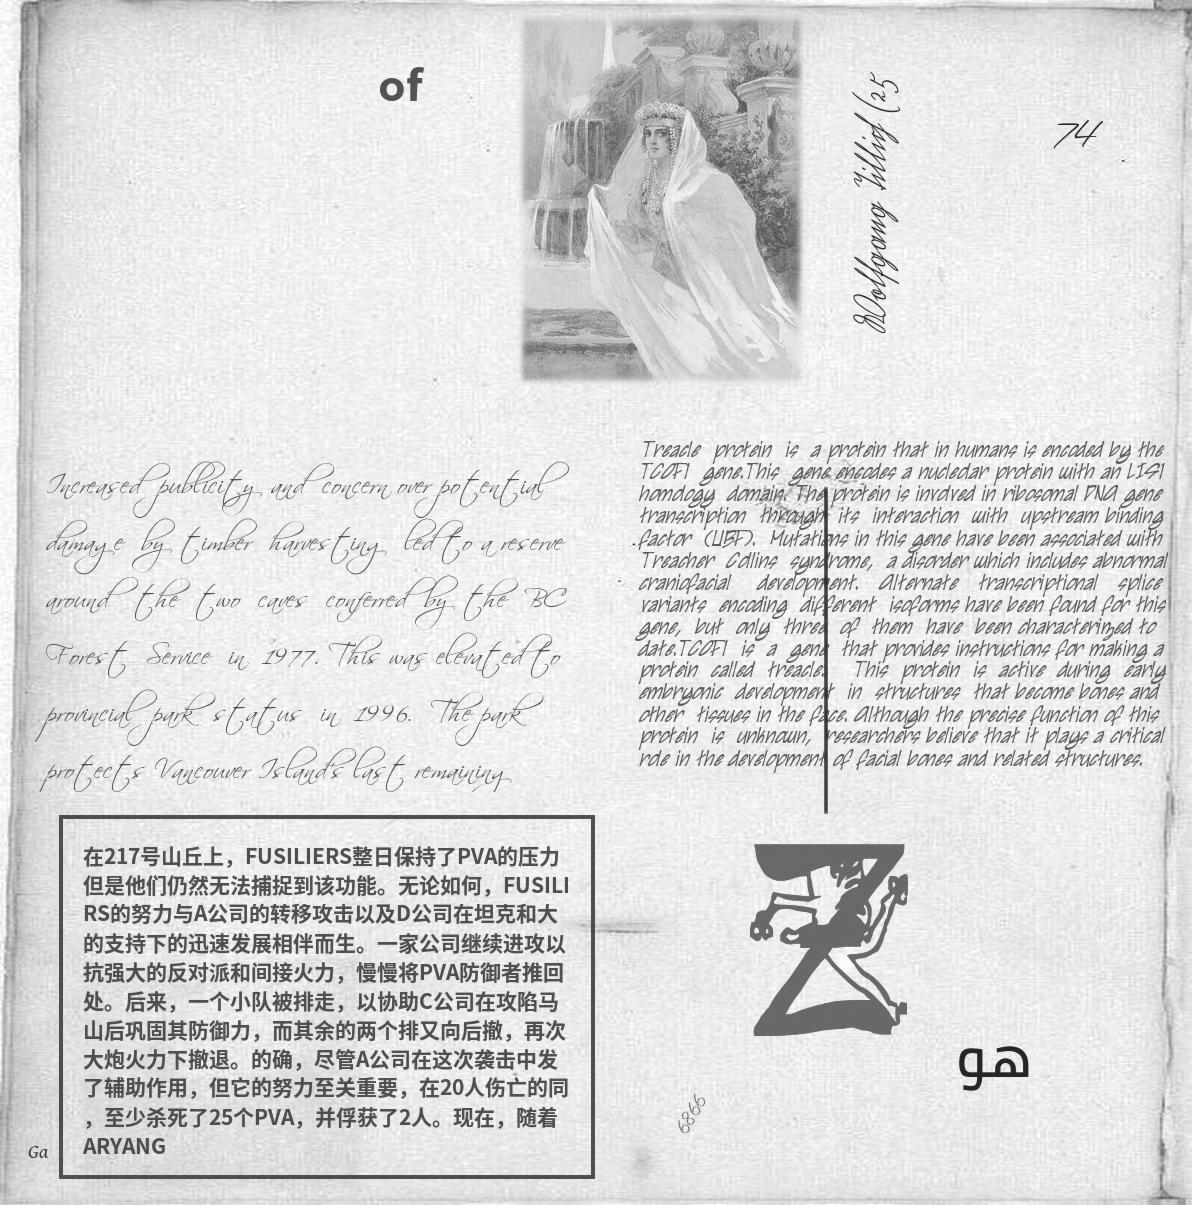 of
Wolfgang Zilliox (25
74
Increased publicity and concern over potential
damage by timber harvesting led to a reserve
around the two caves conferred by the BC
Forest Service in 1977. This was elevated to
provincial park status in 1996. The park
protects Vancouver Island's last remaining
Treacle protein is a protein that in humans is encoded by the
TCOF1 gene.This gene encodes a nucleolar protein with an LIS1
homology domain. The protein is involved in ribosomal DNA gene
transcription through its interaction with upstream binding
factor (UBF). Mutations in this gene have been associated with
Treacher Collins syndrome, a disorder which includes abnormal
craniofacial development. Alternate transcriptional splice
variants encoding different isoforms have been found for this
gene, but only three of them have been characterized to
date.TCOF1 is a gene that provides instructions for making a
protein called treacle. This protein is active during early
embryonic development in structures that become bones and
other tissues in the face. Although the precise function of this
protein is unknown, researchers believe that it plays a critical
role in the development of facial bones and related structures.
在217号山丘上，FUSILIERS整日保持了PVA的压力
但是他们仍然无法捕捉到该功能。无论如何，FUSILI
RS的努力与A公司的转移攻击以及D公司在坦克和大
的支持下的迅速发展相伴而生。一家公司继续进攻以
抗强大的反对派和间接火力，慢慢将PVA防御者推回
处。后来，一个小队被排走，以协助C公司在攻陷马
山后巩固其防御力，而其余的两个排又向后撤，再次
大炮火力下撤退。的确，尽管A公司在这次袭击中发
了辅助作用，但它的努力至关重要，在20人伤亡的同
，至少杀死了25个PVA，并俘获了2人。现在，随着
ARYANG
Z
هو
6866
Ga